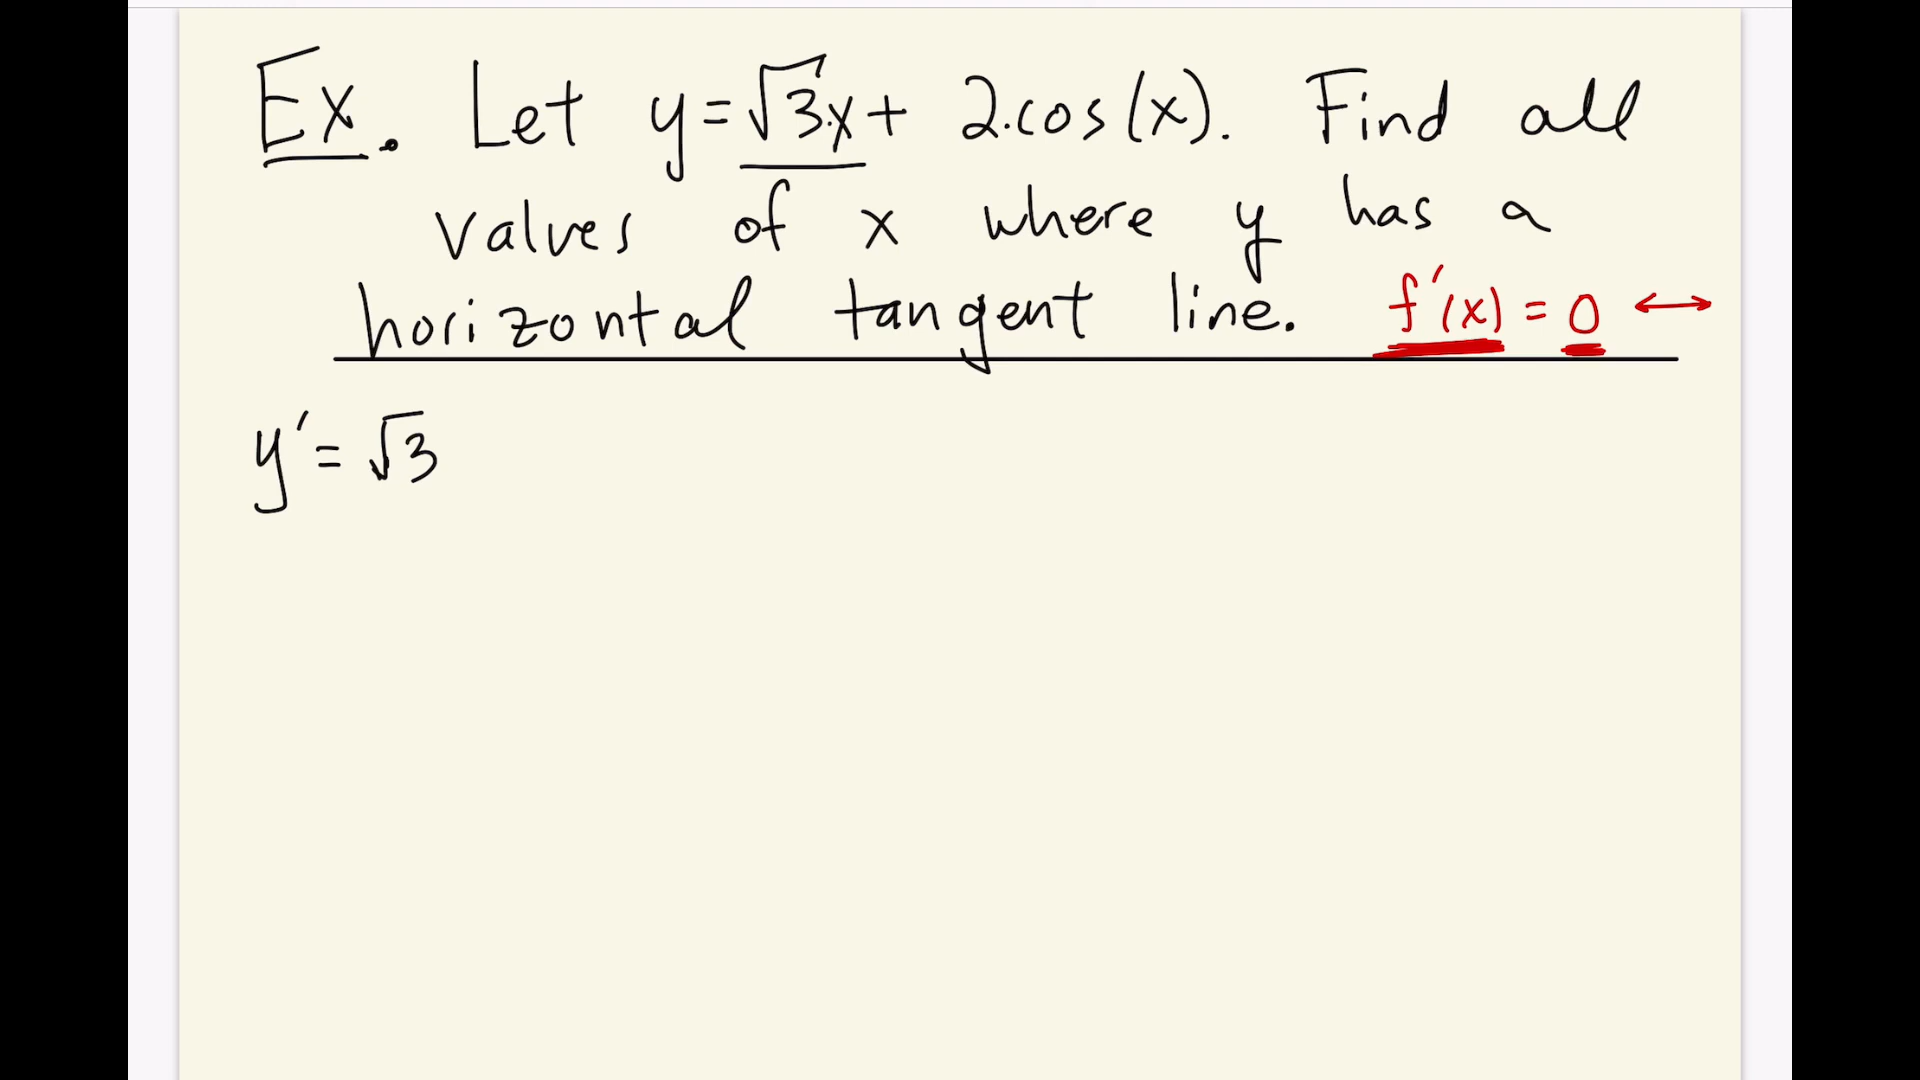 Ex. Let y = √3·x + 2·cos(x). Find all
values of x where y has a
horizontal tangent line. f'(x) = 0 ↔
y' = √3